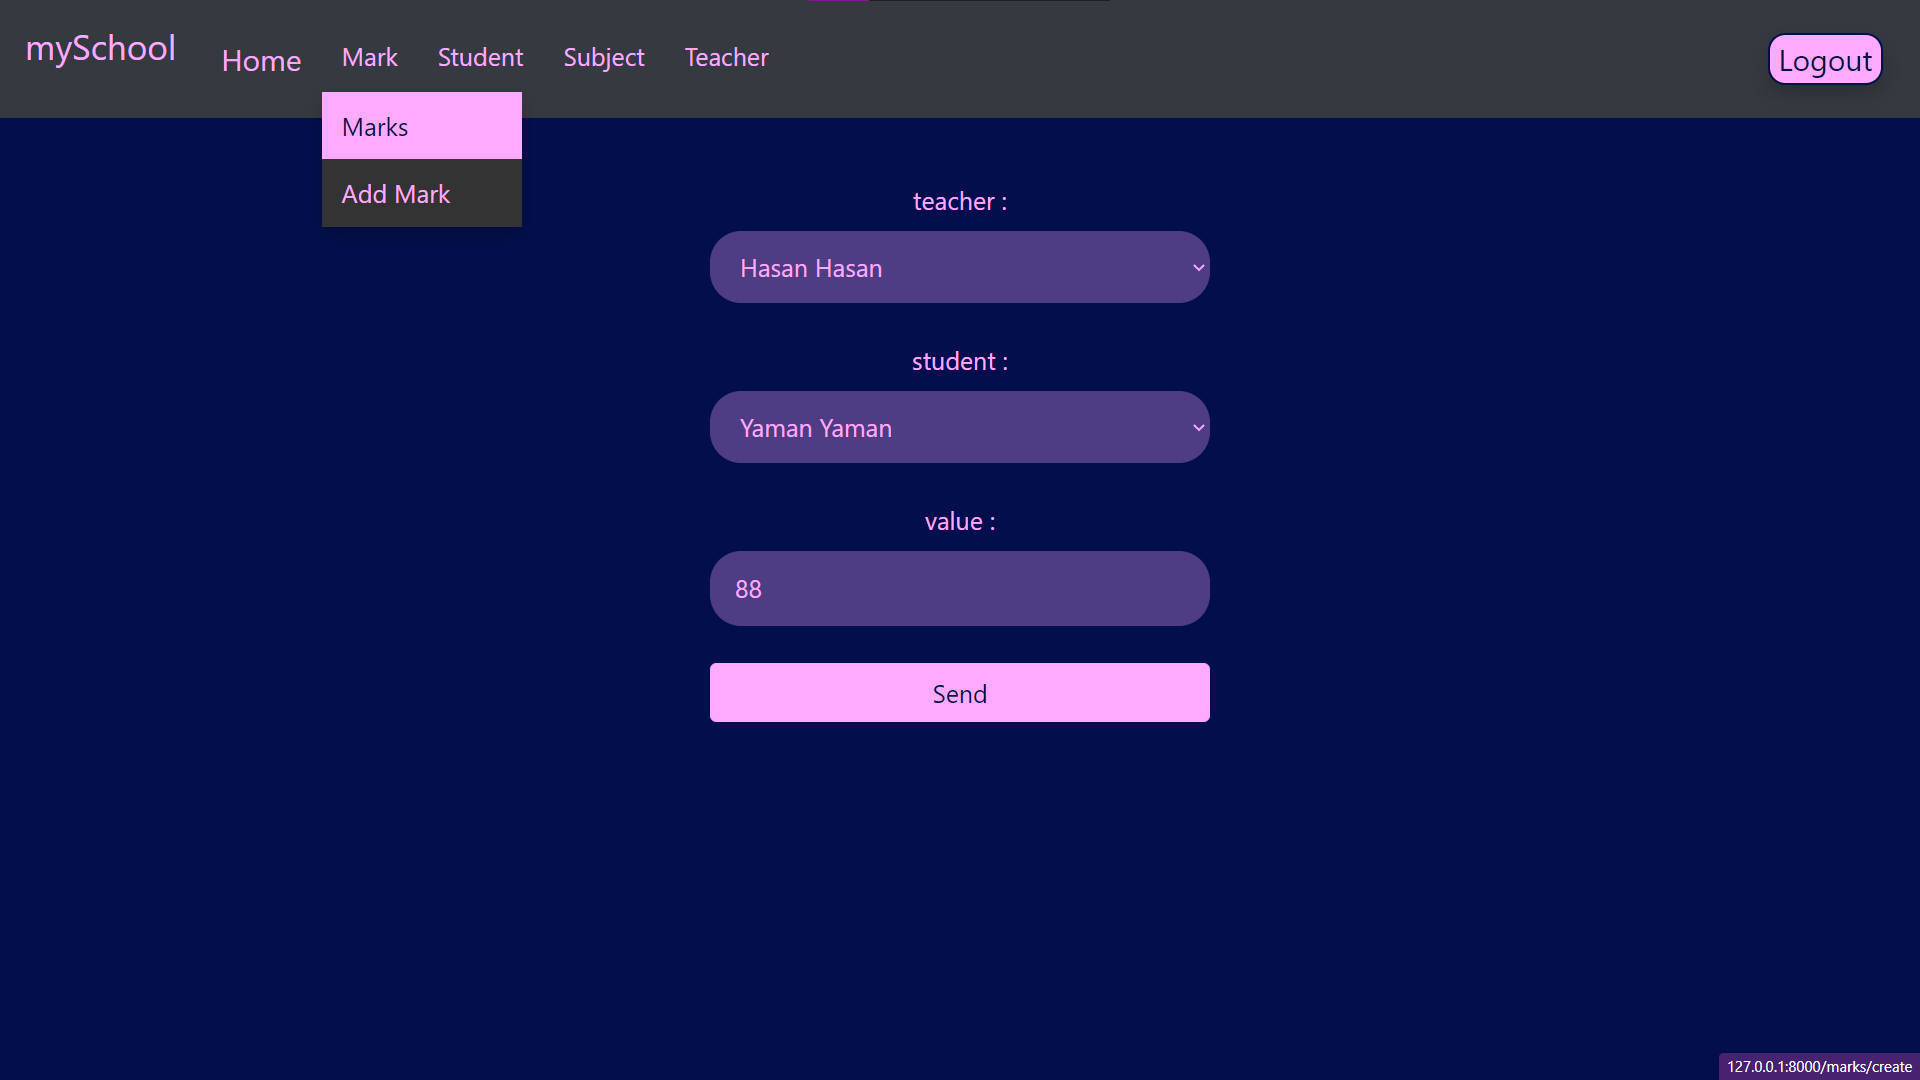 mySchool
Home
Mark
Student
Subject
Teacher
Logout
Marks
Add Mark
teacher :
Hasan Hasan
student :
Yaman Yaman
value :
88
Send
127.0.0.1:8000/marks/create